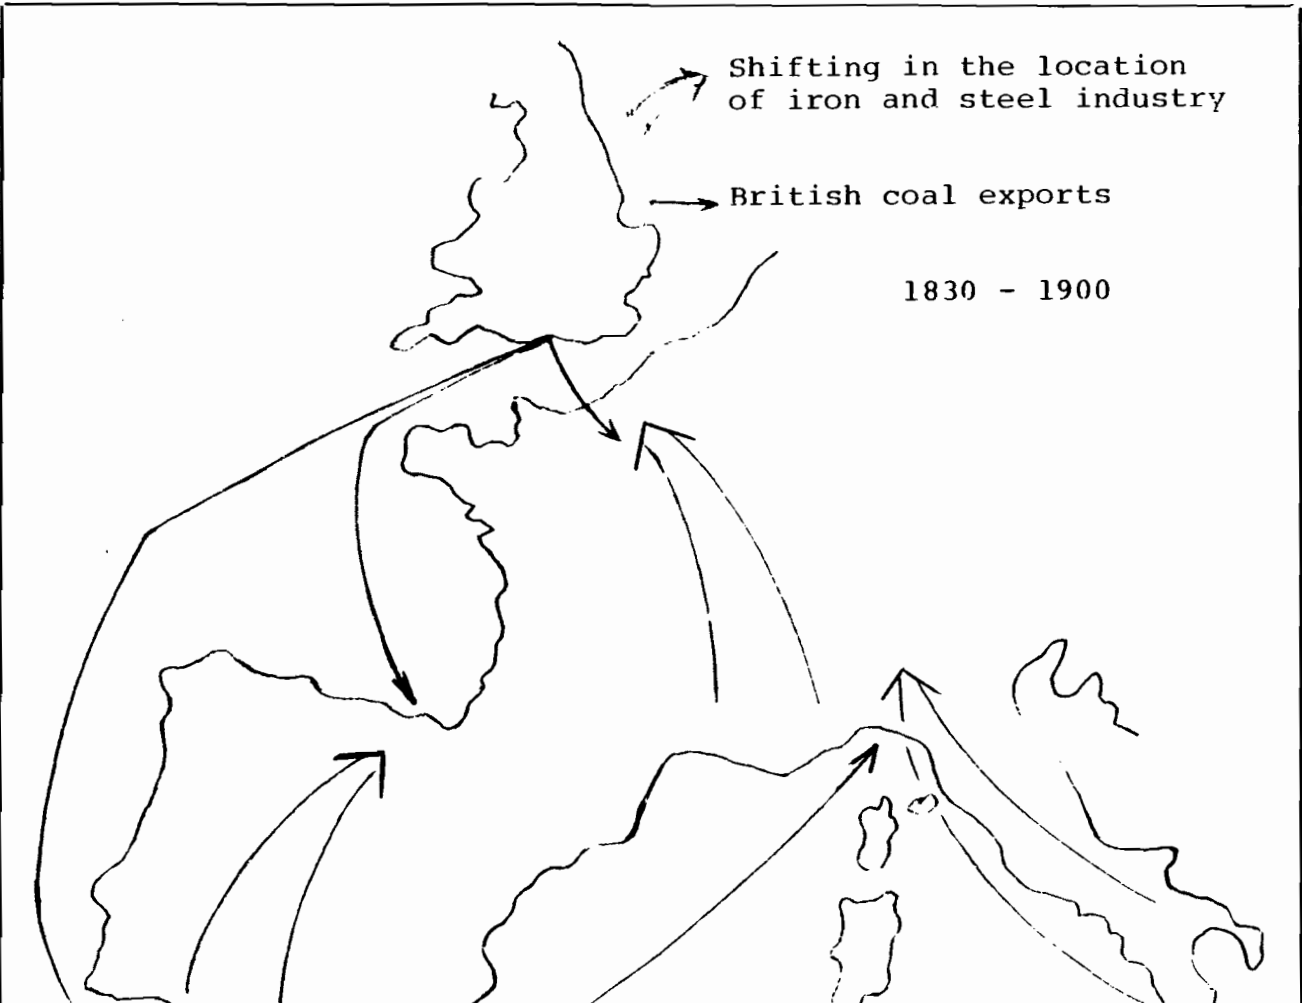 Shifting in the location
of iron and steel industry
British coal exports
1830 - 1900